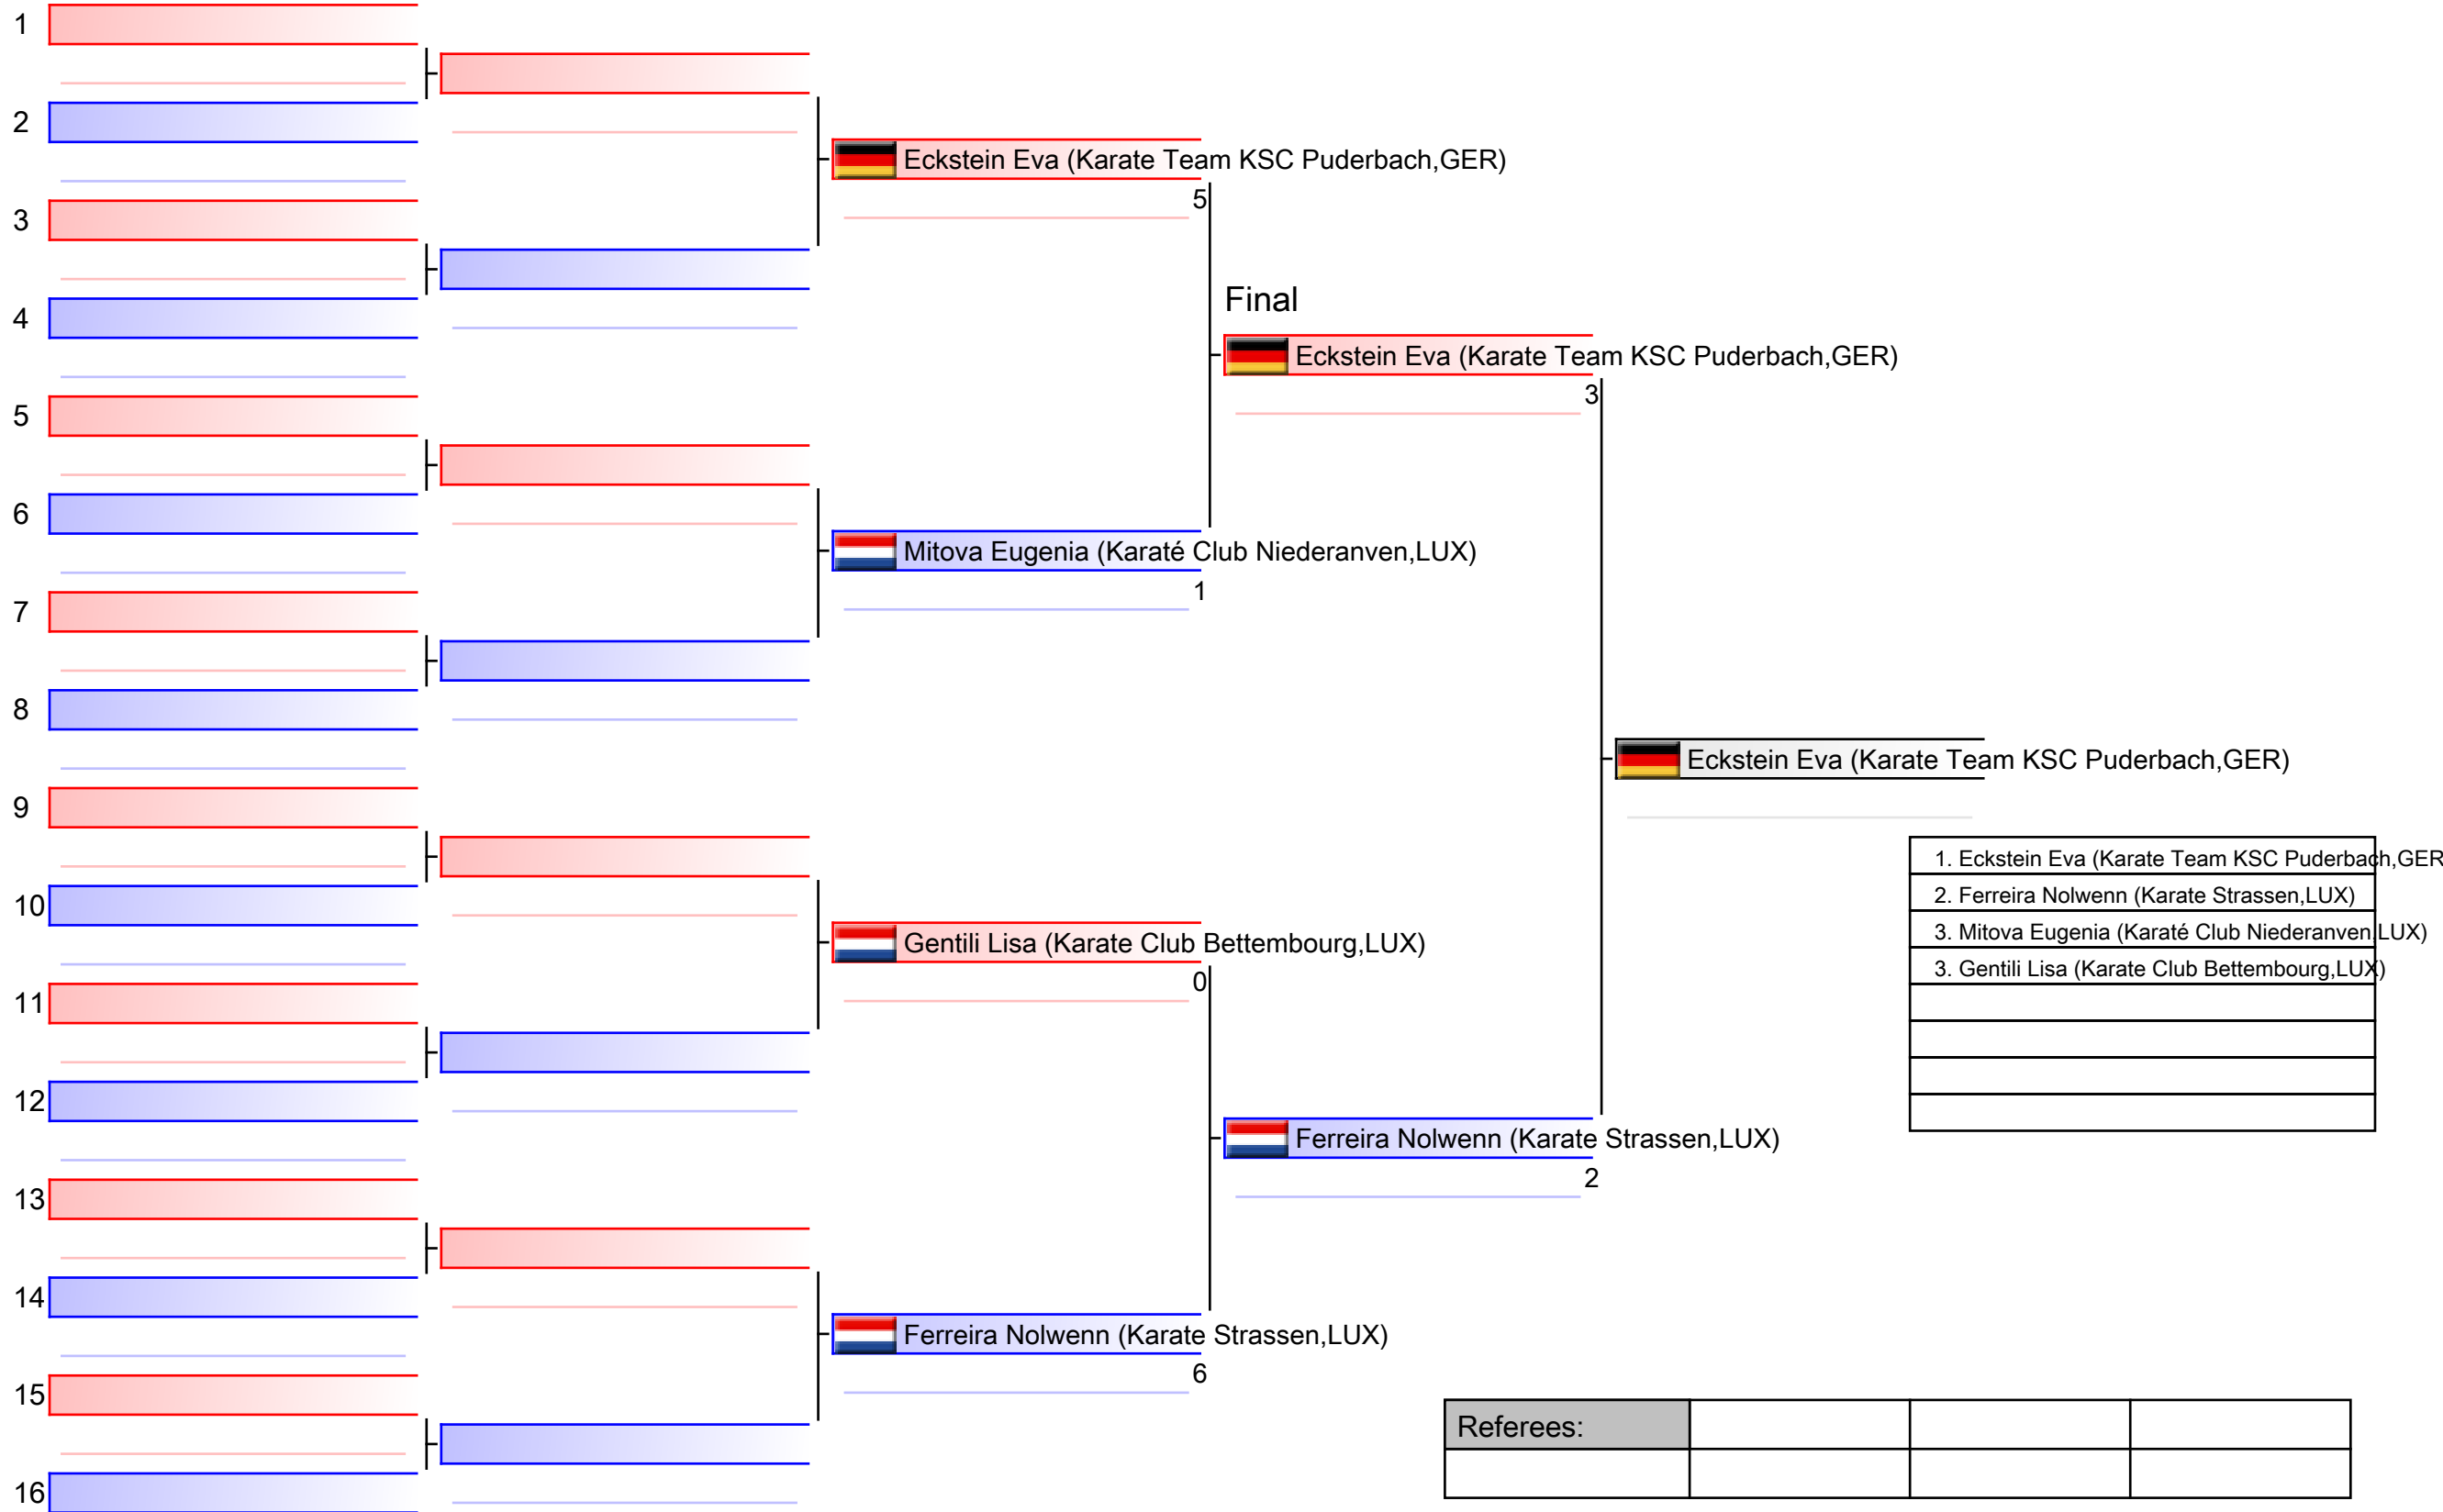 1
2
3
4
5
6
7
8
9
10
11
12
13
14
15
16
Eckstein Eva (Karate Team KSC Puderbach,GER)
5
Mitova Eugenia (Karaté Club Niederanven,LUX)
1
Gentili Lisa (Karate Club Bettembourg,LUX)
0
Ferreira Nolwenn (Karate Strassen,LUX)
6
Final
Eckstein Eva (Karate Team KSC Puderbach,GER)
3
Ferreira Nolwenn (Karate Strassen,LUX)
2
Eckstein Eva (Karate Team KSC Puderbach,GER)
1. Eckstein Eva (Karate Team KSC Puderbach,GER
2. Ferreira Nolwenn (Karate Strassen,LUX)
3. Mitova Eugenia (Karaté Club Niederanven,LUX)
3. Gentili Lisa (Karate Club Bettembourg,LUX)
Referees: